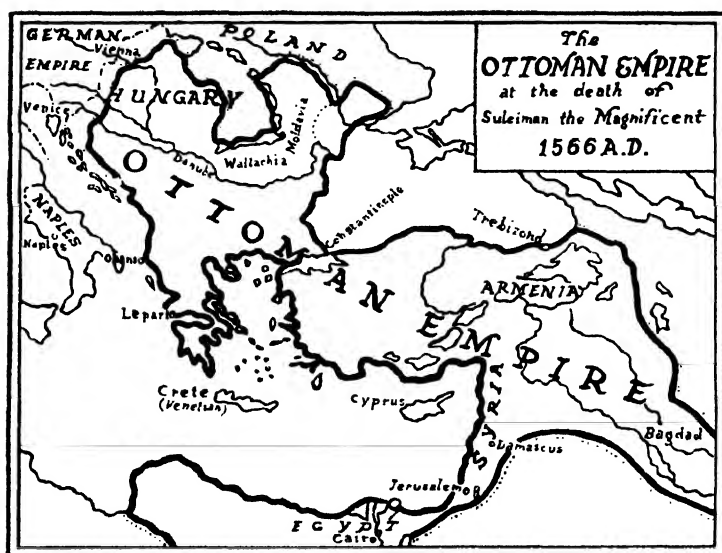 The
OTTOMAN EMPIRE
at the death of
Suleiman the Magnificent
1566 A.D.
GERMAN
EMPIRE
Vienna
POLAND
HUNGARY
Venice
Moldavia
Wallachia
Danube
OTTOMAN EMPIRE
Constantinople
Trebizond
NAPLES
Naples
Otranto
ARMENIA
Lepanto
Crete
(Venetian)
Cyprus
SYRIA
Bagdad
Damascus
Jerusalem
EGYPT
Cairo